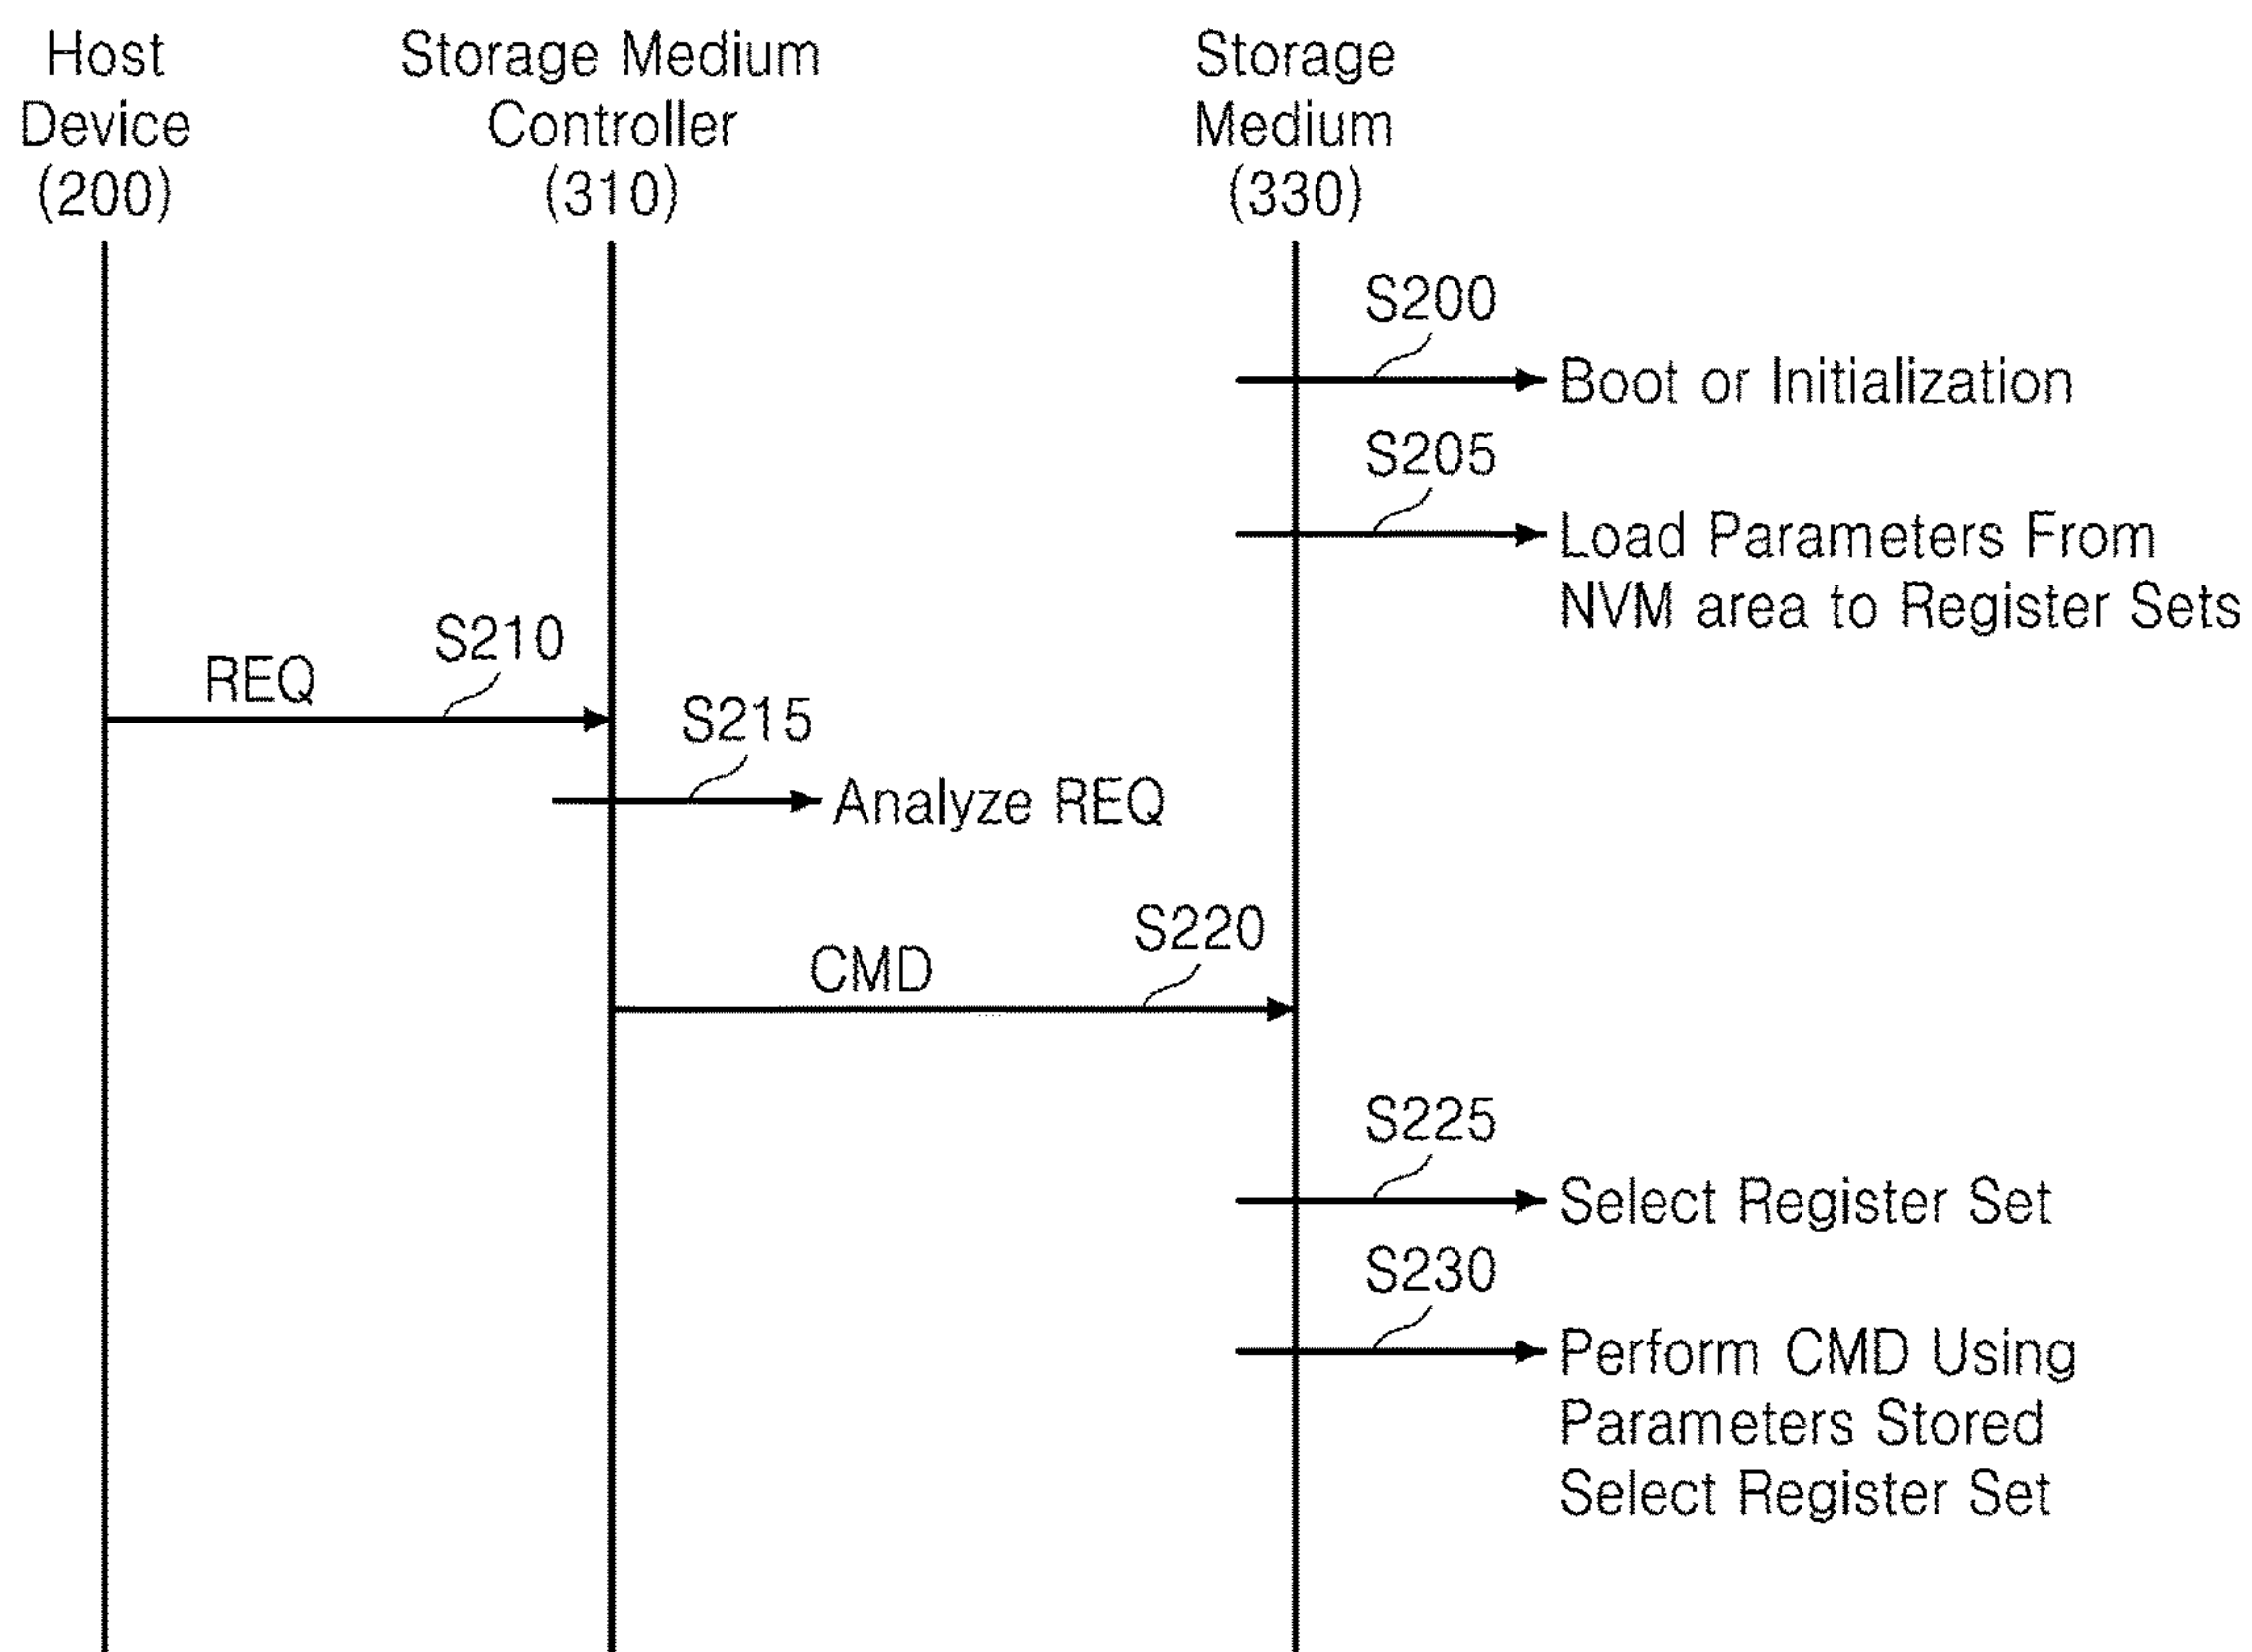 Host
Device
(200)
Storage Medium
Controller
(310)
Storage
Medium
(330)
S200
Boot or Initialization
S205
Load Parameters From
NVM area to Register Sets
S210
REQ
S215
Analyze REQ
S220
CMD
S225
Select Register Set
S230
Perform CMD Using
Parameters Stored
Select Register Set